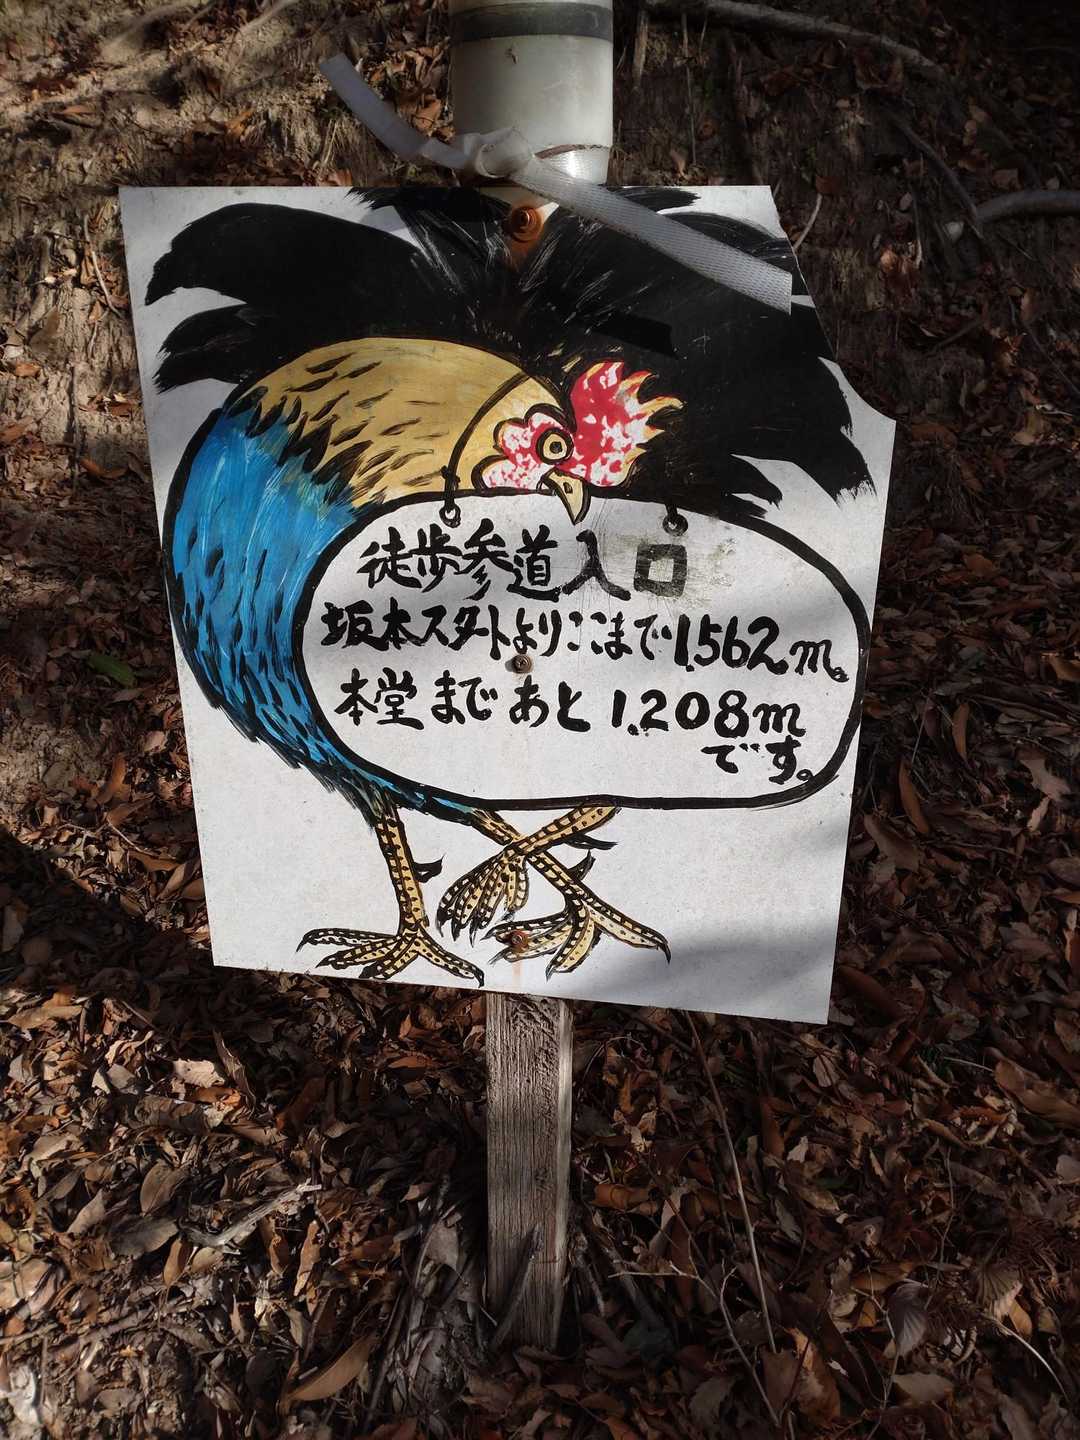 徒歩参道入口
坂本スタートよりここまで1,562m。
本堂まであと1,208m
です。